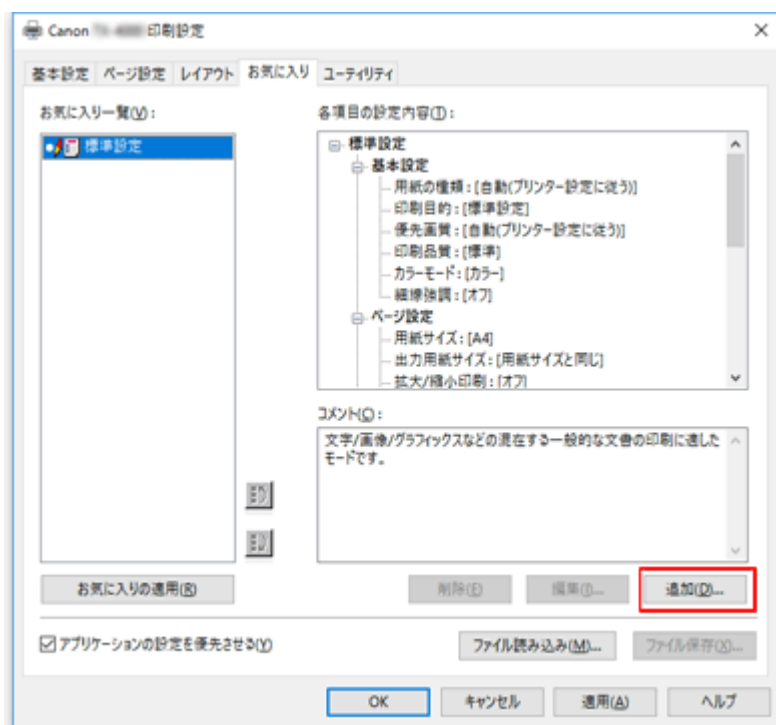 Canon 印刷設定
基本設定 ページ設定 レイアウト お気に入り ユーティリティ
お気に入り一覧(V):
標準設定
各項目の設定内容(T):
標準設定
基本設定
用紙の種類:[自動(プリンター設定に従う)]
印刷目的:[標準設定]
優先画質:[自動(プリンター設定に従う)]
印刷品質:[標準]
カラーモード:[カラー]
細線強調:[オフ]
ページ設定
用紙サイズ:[A4]
出力用紙サイズ:[用紙サイズと同じ]
拡大/縮小印刷:[オフ]
コメント(C):
文字/画像/グラフィックスなどの混在する一般的な文書の印刷に適した
モードです。
お気に入りの適用(R)
削除(E) 編集(I)... 追加(D)...
アプリケーションの設定を優先させる(Y)
ファイル読み込み(M)... ファイル保存(X)...
OK キャンセル 適用(A) ヘルプ